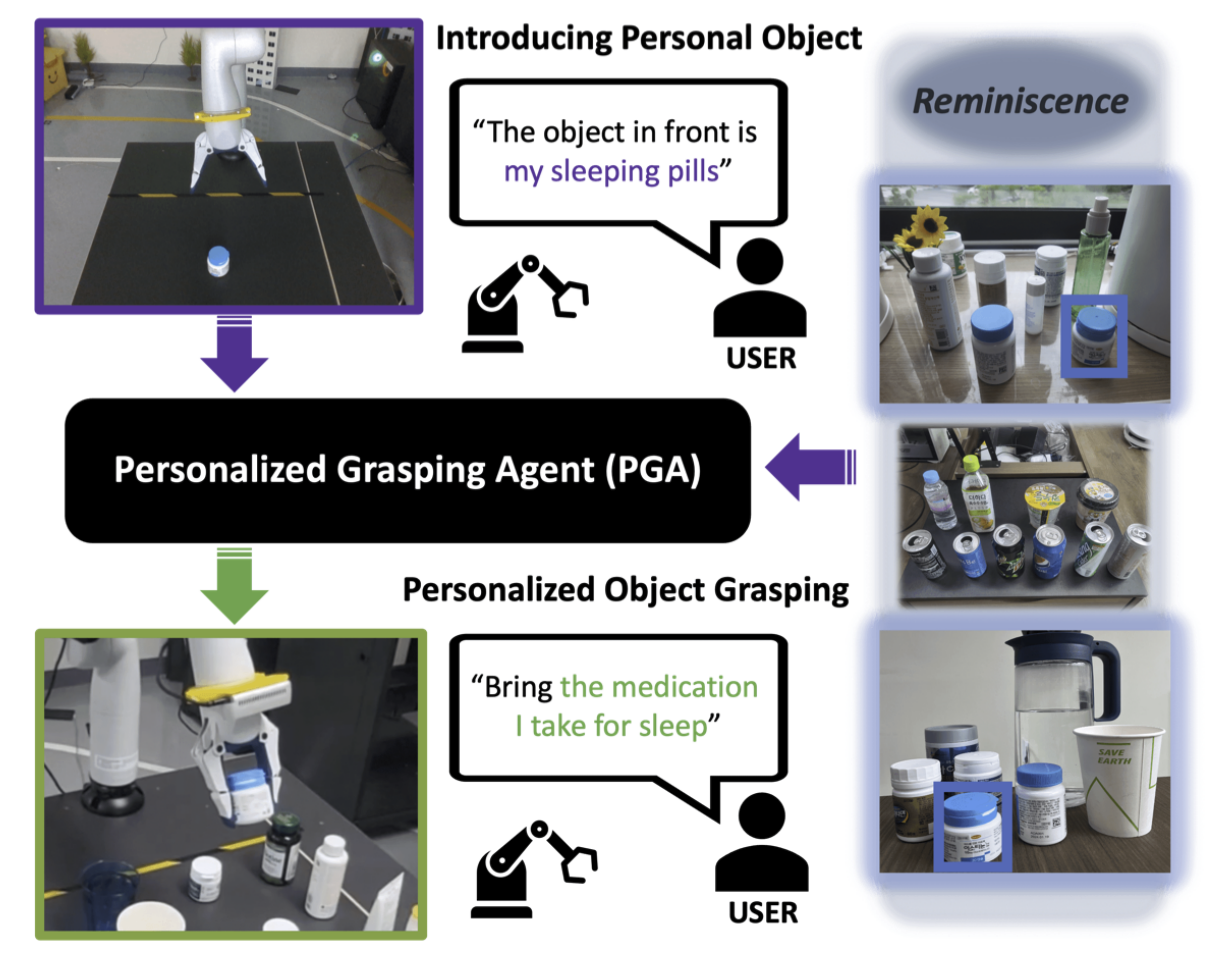 Introducing Personal Object
“The object in front is
my sleeping pills”
USER
Reminiscence
Personalized Grasping Agent (PGA)
Personalized Object Grasping
“Bring the medication
I take for sleep”
USER
SAVE
EARTH